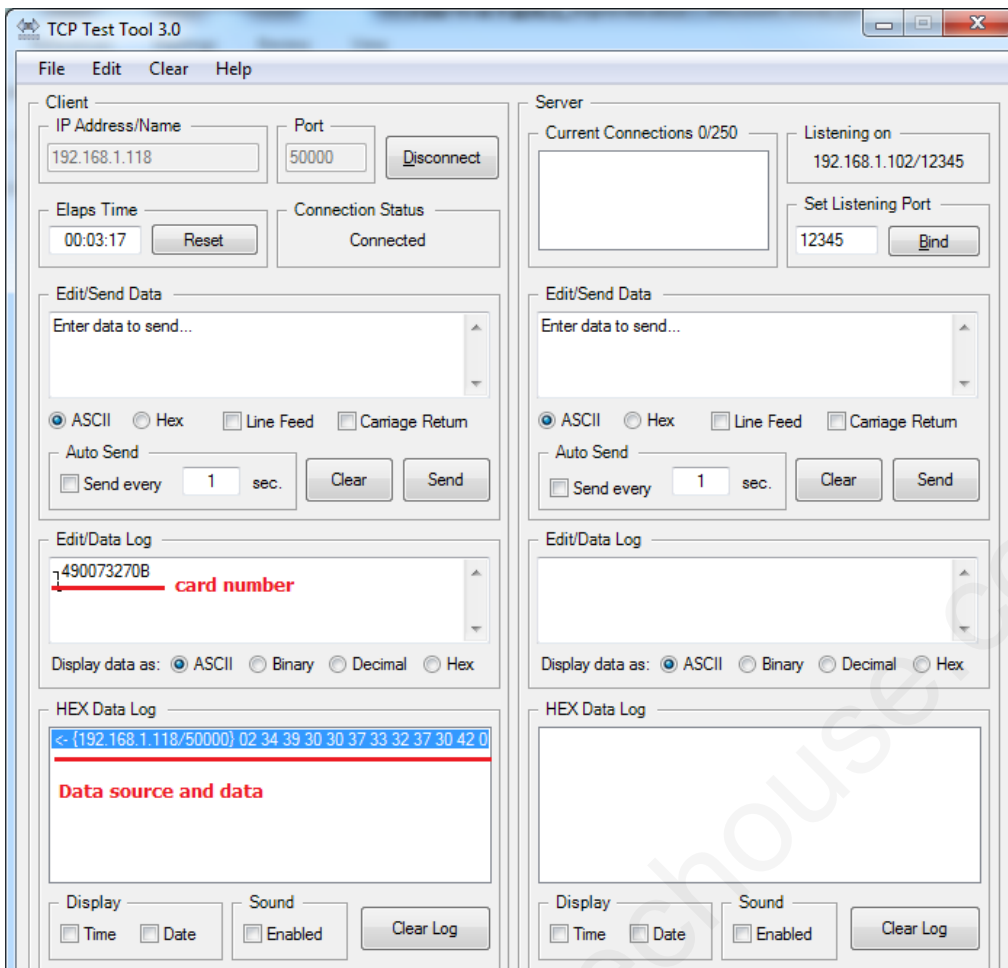 TCP Test Tool 3.0
File Edit Clear Help
Client
IP Address/Name
Port
192.168.1.118
50000
Disconnect
Elaps Time
Connection Status
00:03:17
Reset
Connected
Edit/Send Data
Enter data to send...
ASCII Hex Line Feed Carriage Return
Auto Send
Send every 1 sec.
Clear
Send
Edit/Data Log
490073270B
card number
Display data as: ASCII Binary Decimal Hex
HEX Data Log
<- {192.168.1.118/50000} 02 34 39 30 30 37 33 32 37 30 42 0
Data source and data
Display
Time Date
Sound
Enabled
Clear Log
Server
Current Connections 0/250
Listening on
192.168.1.102/12345
Set Listening Port
12345
Bind
Edit/Send Data
Enter data to send...
ASCII Hex Line Feed Carriage Return
Auto Send
Send every 1 sec.
Clear
Send
Edit/Data Log
Display data as: ASCII Binary Decimal Hex
HEX Data Log
Display
Time Date
Sound
Enabled
Clear Log